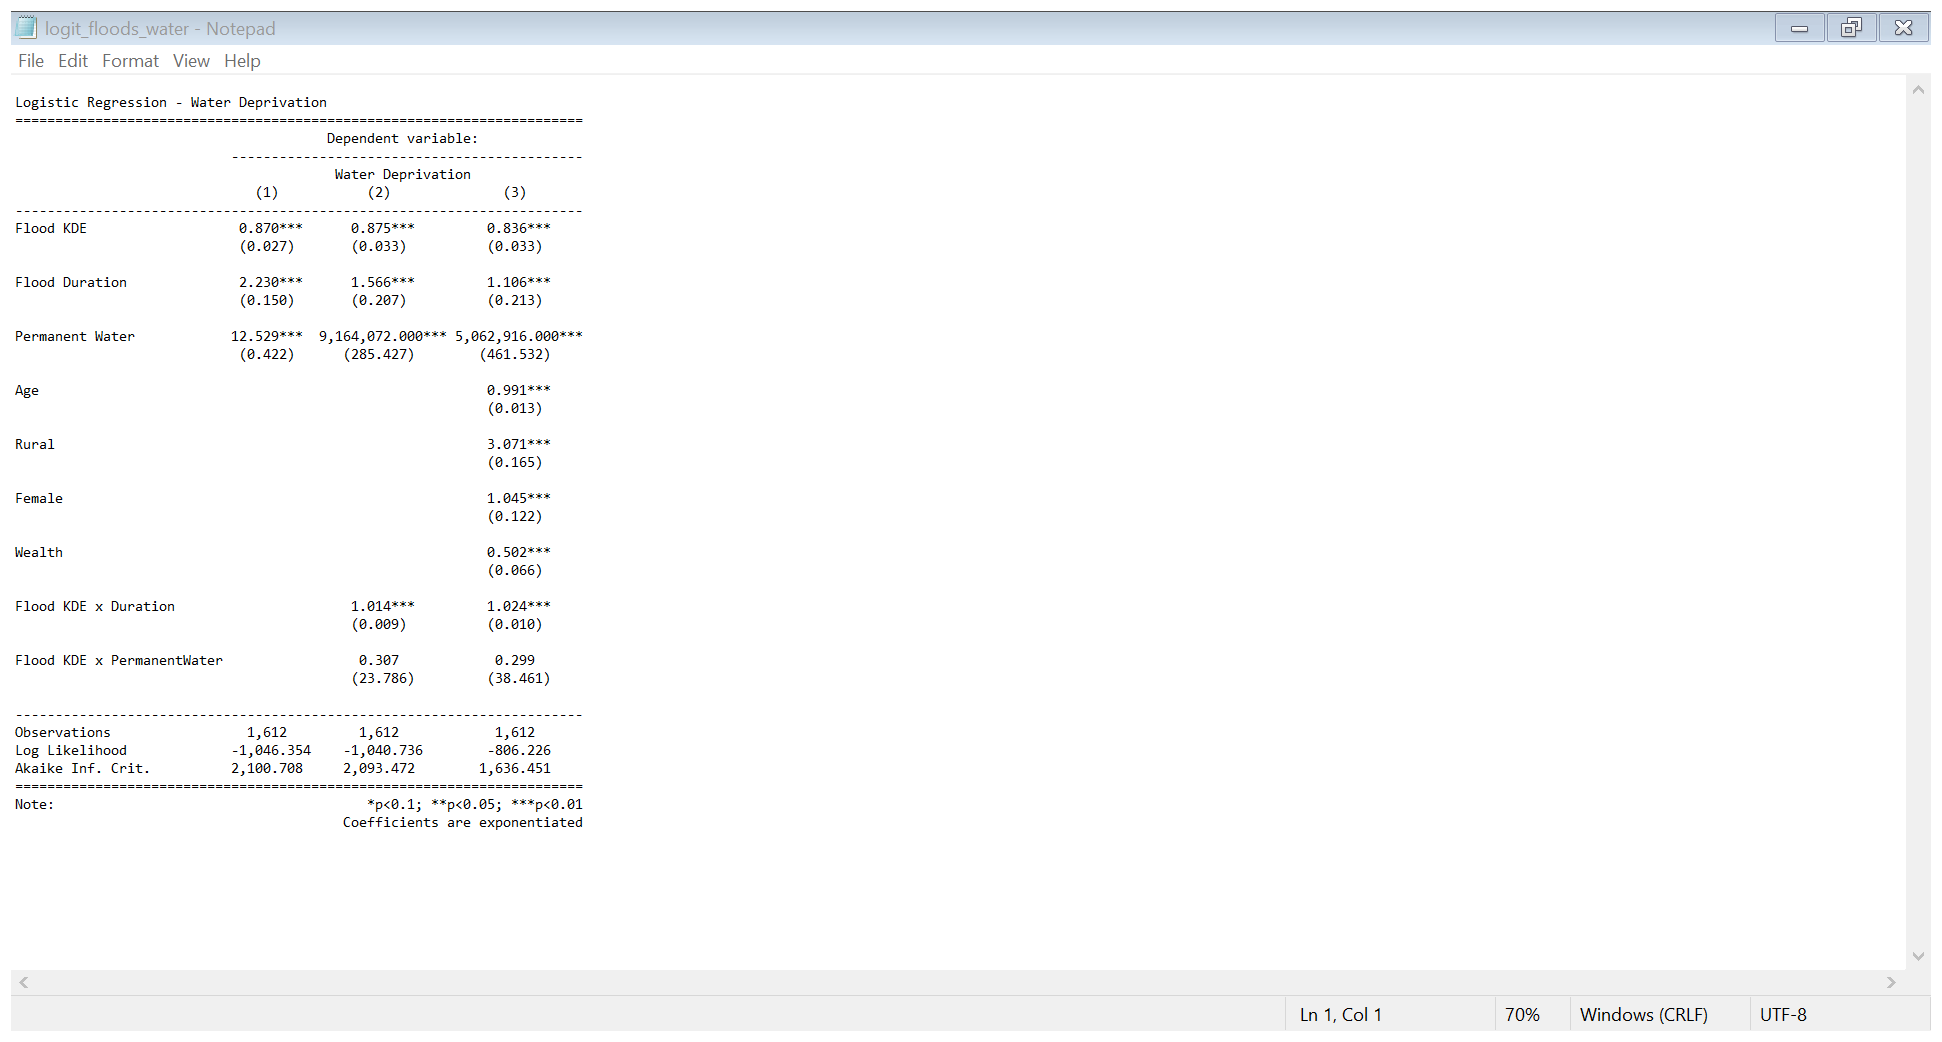 logit_floods_water - Notepad
File Edit Format View Help
Logistic Regression - Water Deprivation
=======================================================================
Dependent variable:
--------------------------------------------
Water Deprivation
(1) (2) (3)
-----------------------------------------------------------------------
Flood KDE 0.870*** 0.875*** 0.836***
(0.027) (0.033) (0.033)
Flood Duration 2.230*** 1.566*** 1.106***
(0.150) (0.207) (0.213)
Permanent Water 12.529*** 9,164,072.000*** 5,062,916.000***
(0.422) (285.427) (461.532)
Age 0.991***
(0.013)
Rural 3.071***
(0.165)
Female 1.045***
(0.122)
Wealth 0.502***
(0.066)
Flood KDE x Duration 1.014*** 1.024***
(0.009) (0.010)
Flood KDE x PermanentWater 0.307 0.299
(23.786) (38.461)
-----------------------------------------------------------------------
Observations 1,612 1,612 1,612
Log Likelihood -1,046.354 -1,040.736 -806.226
Akaike Inf. Crit. 2,100.708 2,093.472 1,636.451
=======================================================================
Note: *p<0.1; **p<0.05; ***p<0.01
Coefficients are exponentiated
Ln 1, Col 1 70% Windows (CRLF) UTF-8